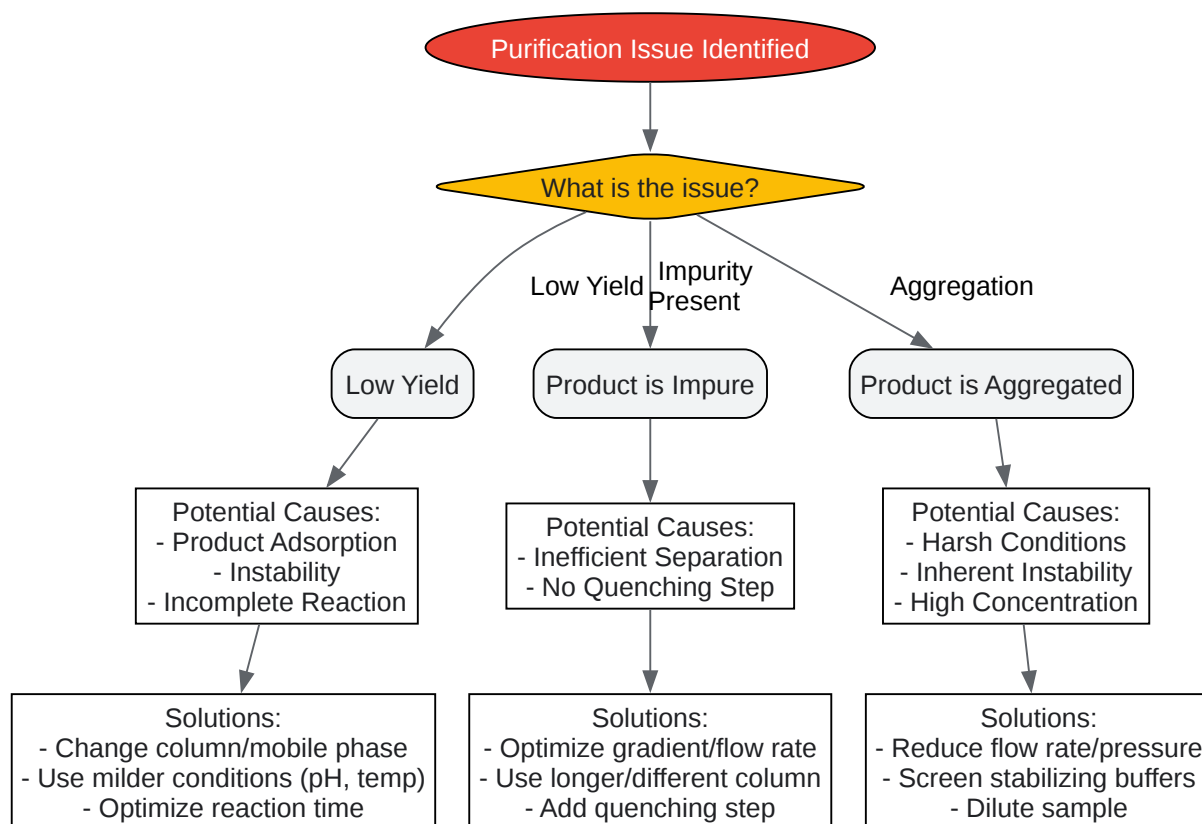 Purification Issue Identified
What is the issue?
Low Yield
Impurity
Present
Aggregation
Low Yield
Product is Impure
Product is Aggregated
Potential Causes:
- Product Adsorption
- Instability
- Incomplete Reaction
Potential Causes:
- Inefficient Separation
- No Quenching Step
Potential Causes:
- Harsh Conditions
- Inherent Instability
- High Concentration
Solutions:
- Change column/mobile phase
- Use milder conditions (pH, temp)
- Optimize reaction time
Solutions:
- Optimize gradient/flow rate
- Use longer/different column
- Add quenching step
Solutions:
- Reduce flow rate/pressure
- Screen stabilizing buffers
- Dilute sample